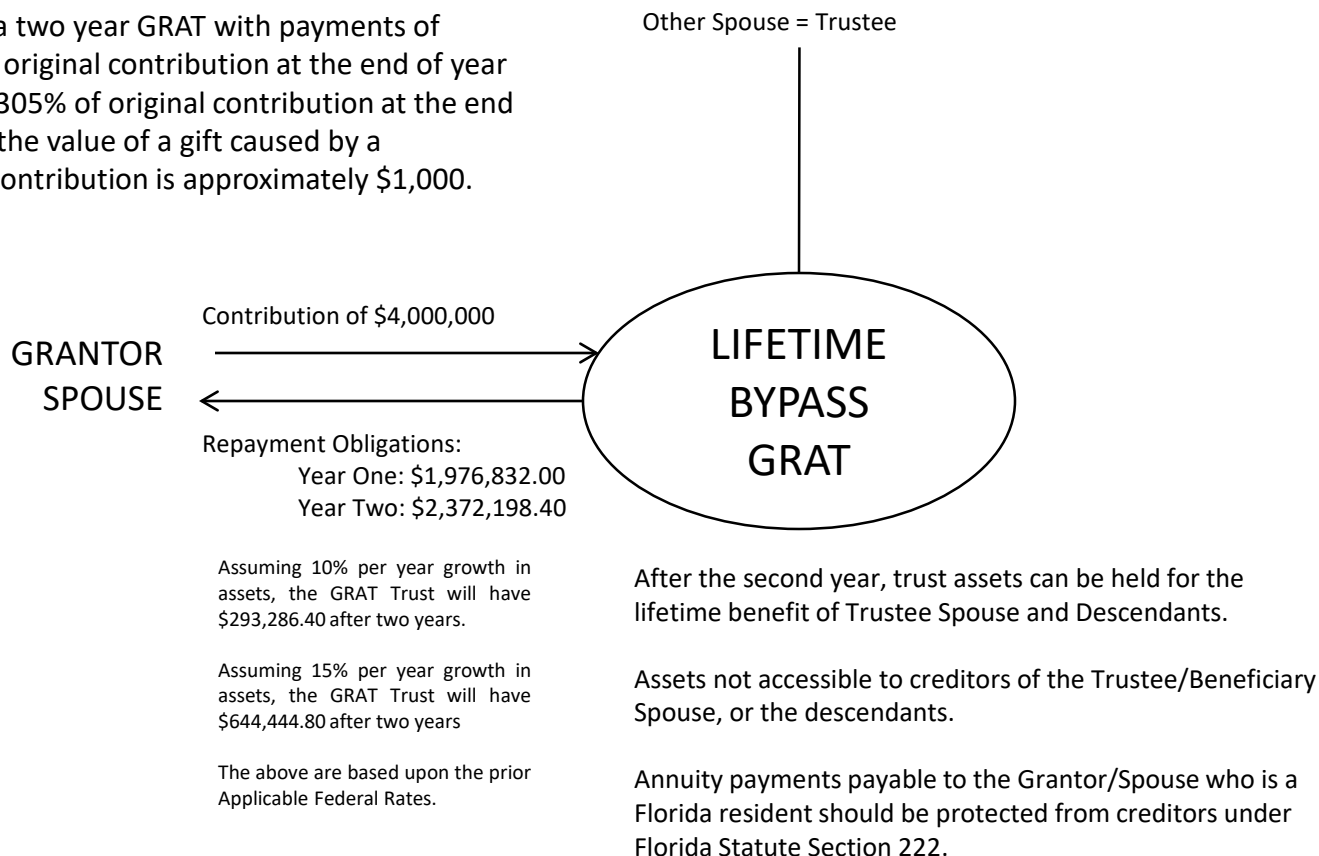 a two year GRAT with payments of
original contribution at the end of year
305% of original contribution at the end
the value of a gift caused by a
ontribution is approximately $1,000.
Other Spouse = Trustee
Contribution of $4,000,000
GRANTOR
SPOUSE
LIFETIME
BYPASS
GRAT
Repayment Obligations:
Year One: $1,976,832.00
Year Two: $2,372,198.40
Assuming 10% per year growth in
assets, the GRAT Trust will have
$293,286.40 after two years.
Assuming 15% per year growth in
assets, the GRAT Trust will have
$644,444.80 after two years
The above are based upon the prior
Applicable Federal Rates.
After the second year, trust assets can be held for the
lifetime benefit of Trustee Spouse and Descendants.
Assets not accessible to creditors of the Trustee/Beneficiary
Spouse, or the descendants.
Annuity payments payable to the Grantor/Spouse who is a
Florida resident should be protected from creditors under
Florida Statute Section 222.